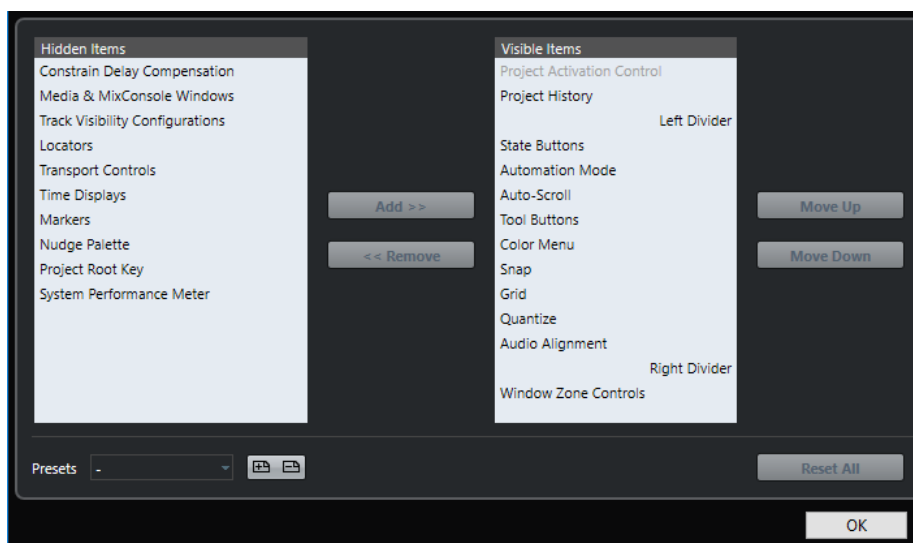 Hidden Items
Constrain Delay Compensation
Media & MixConsole Windows
Track Visibility Configurations
Locators
Transport Controls
Time Displays
Markers
Nudge Palette
Project Root Key
System Performance Meter
Add >>
<< Remove
Visible Items
Project Activation Control
Project History
Left Divider
State Buttons
Automation Mode
Auto-Scroll
Tool Buttons
Color Menu
Snap
Grid
Quantize
Audio Alignment
Right Divider
Window Zone Controls
Move Up
Move Down
Presets -
Reset All
OK